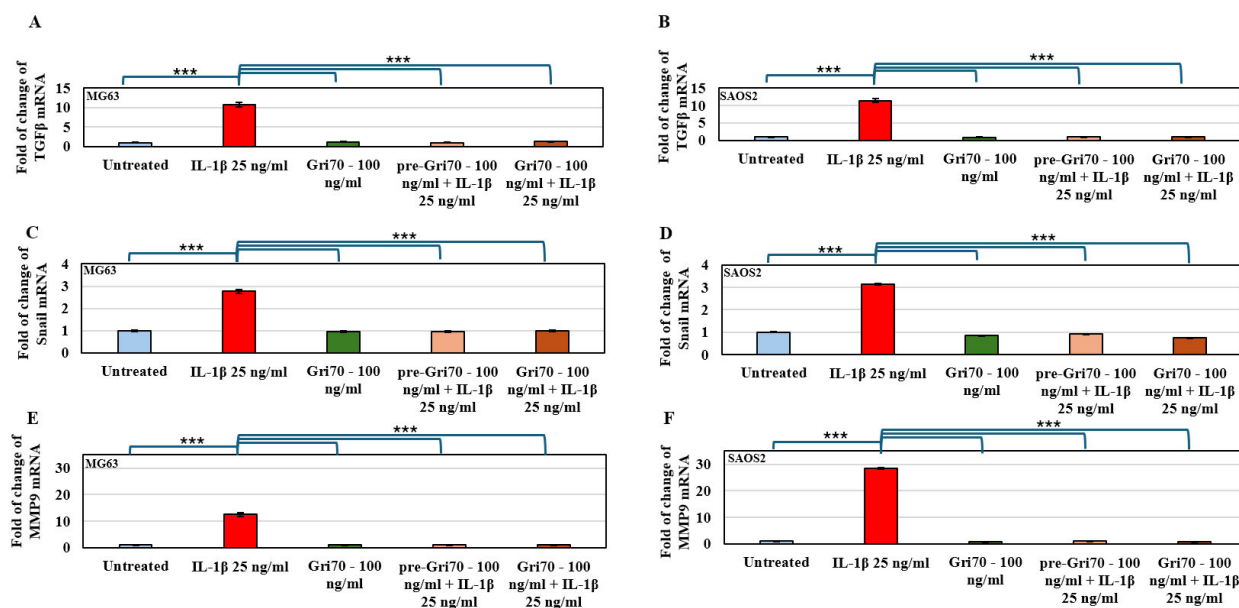 A
***
***
Fold of change of
TGFβ mRNA
15
10
5
0
MG63
Untreated
IL-1β 25 ng/ml
Gri70 - 100
ng/ml
pre-Gri70 - 100
ng/ml + IL-1β
25 ng/ml
Gri70 - 100
ng/ml + IL-1β
25 ng/ml
B
***
***
Fold of change of
TGFβ mRNA
15
10
5
0
SAOS2
Untreated
IL-1β 25 ng/ml
Gri70 - 100
ng/ml
pre-Gri70 - 100
ng/ml + IL-1β
25 ng/ml
Gri70 - 100
ng/ml + IL-1β
25 ng/ml
C
***
***
Fold of change of
Snail mRNA
4
3
2
1
0
MG63
Untreated
IL-1β 25 ng/ml
Gri70 - 100
ng/ml
pre-Gri70 - 100
ng/ml + IL-1β
25 ng/ml
Gri70 - 100
ng/ml + IL-1β
25 ng/ml
D
***
***
Fold of change of
Snail mRNA
4
3
2
1
0
SAOS2
Untreated
IL-1β 25 ng/ml
Gri70 - 100
ng/ml
pre-Gri70 - 100
ng/ml + IL-1β
25 ng/ml
Gri70 - 100
ng/ml + IL-1β
25 ng/ml
E
***
***
Fold of change of
MMP9 mRNA
30
20
10
0
MG63
Untreated
IL-1β 25 ng/ml
Gri70 - 100
ng/ml
pre-Gri70 - 100
ng/ml + IL-1β
25 ng/ml
Gri70 - 100
ng/ml + IL-1β
25 ng/ml
F
***
***
Fold of change of
MMP9 mRNA
30
20
10
0
SAOS2
Untreated
IL-1β 25 ng/ml
Gri70 - 100
ng/ml
pre-Gri70 - 100
ng/ml + IL-1β
25 ng/ml
Gri70 - 100
ng/ml + IL-1β
25 ng/ml